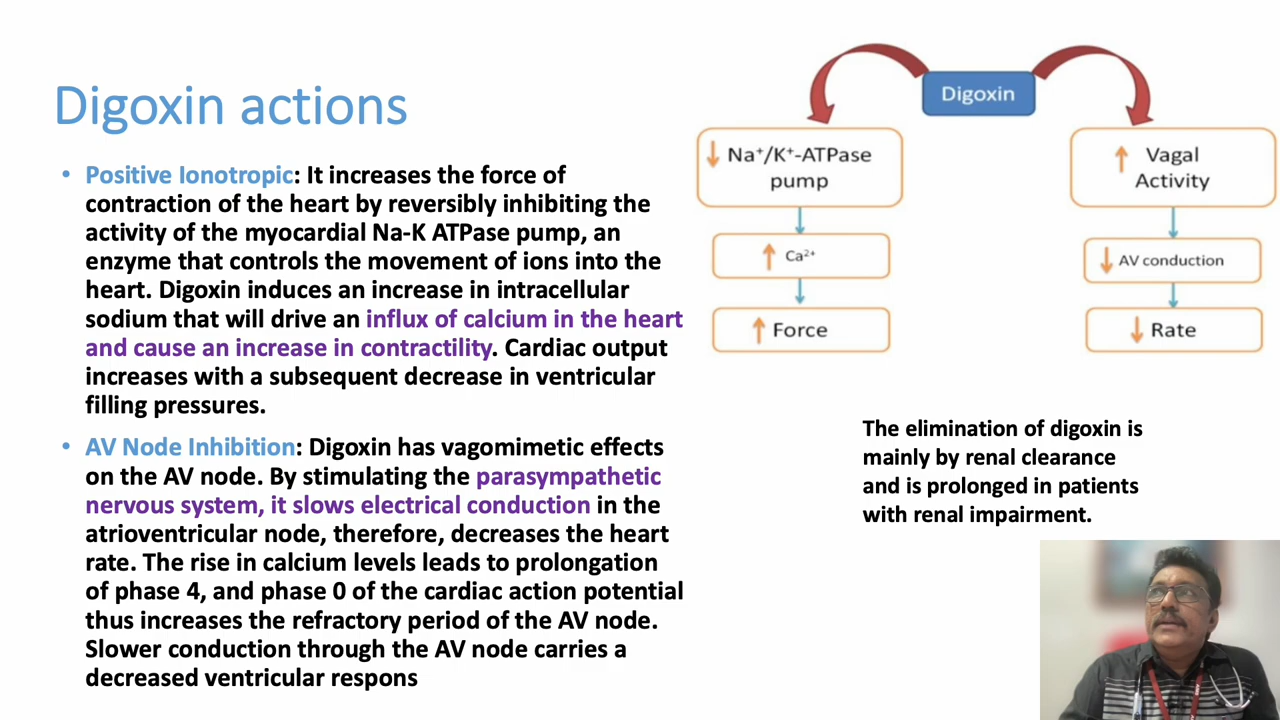 Digoxin actions
• Positive Ionotropic: It increases the force of
contraction of the heart by reversibly inhibiting the
activity of the myocardial Na-K ATPase pump, an
enzyme that controls the movement of ions into the
heart. Digoxin induces an increase in intracellular
sodium that will drive an influx of calcium in the heart
and cause an increase in contractility. Cardiac output
increases with a subsequent decrease in ventricular
filling pressures.
• AV Node Inhibition: Digoxin has vagomimetic effects
on the AV node. By stimulating the parasympathetic
nervous system, it slows electrical conduction in the
atrioventricular node, therefore, decreases the heart
rate. The rise in calcium levels leads to prolongation
of phase 4, and phase 0 of the cardiac action potential
thus increases the refractory period of the AV node.
Slower conduction through the AV node carries a
decreased ventricular respons
Digoxin
↓ Na⁺/K⁺-ATPase
pump
↑ Ca²⁺
↑ Force
↑ Vagal
Activity
↓ AV conduction
↓ Rate
The elimination of digoxin is
mainly by renal clearance
and is prolonged in patients
with renal impairment.